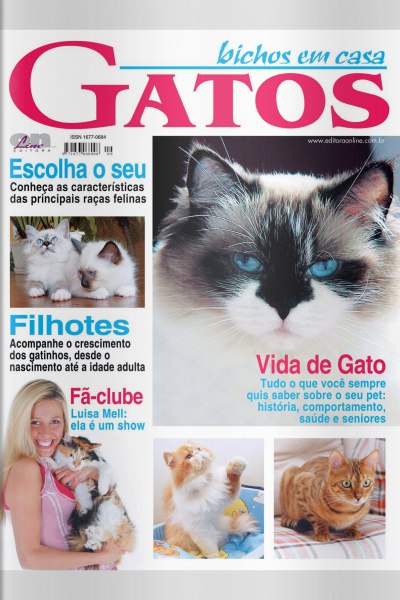 bichos em casa
GATOS
on
Line
EDITORA
ISSN 1677-0684
www.editoraonline.com.br
Escolha o seu
Conheça as características
das principais raças felinas
Filhotes
Acompanhe o crescimento
dos gatinhos, desde o
nascimento até a idade adulta
Vida de Gato
Tudo o que você sempre
quis saber sobre o seu pet:
história, comportamento,
saúde e seniores
Fã-clube
Luisa Mell:
ela é um show